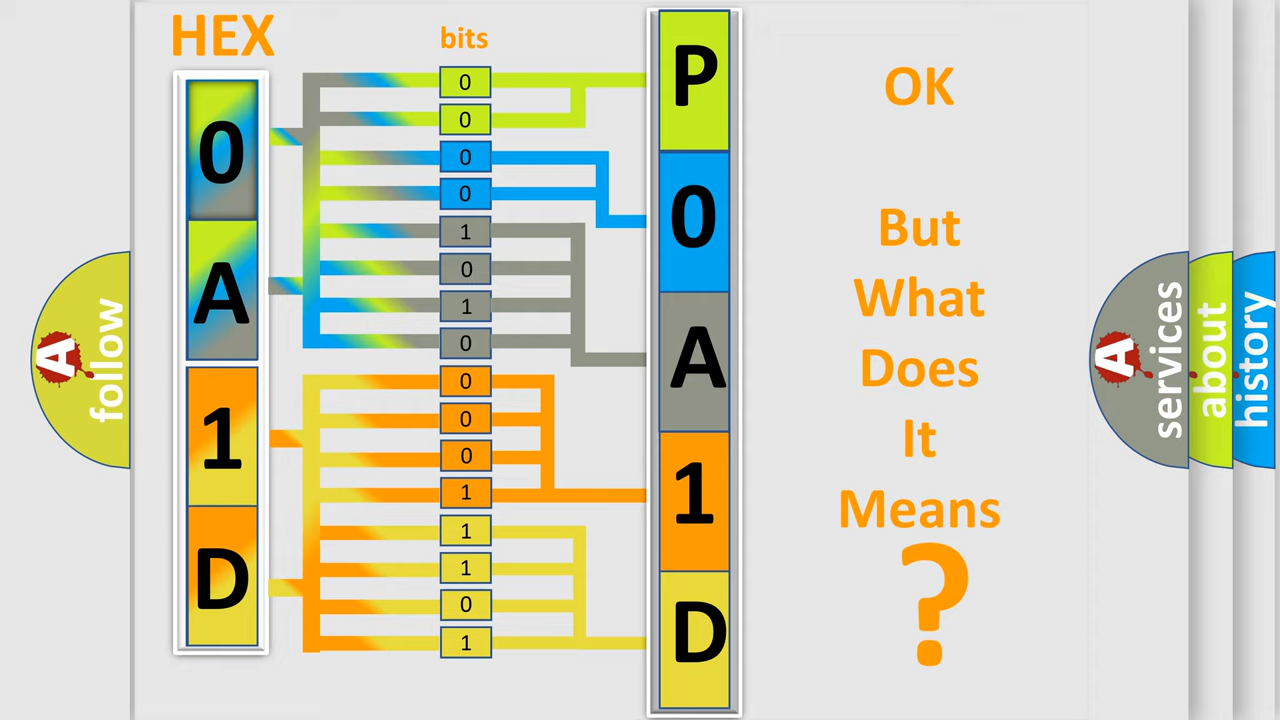 HEX
bits
0
A
1
D
0
0
0
0
1
0
1
0
0
0
0
1
1
1
0
1
P
0
A
1
D
OK
But
What
Does
It
Means
?
A
follow
A
services
about
history